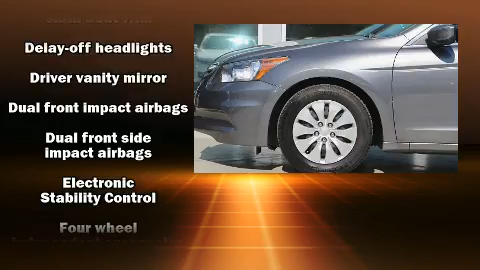 Delay-off headlights
Driver vanity mirror
Dual front impact airbags
Dual front side
impact airbags
Electronic
Stability Control
Four wheel